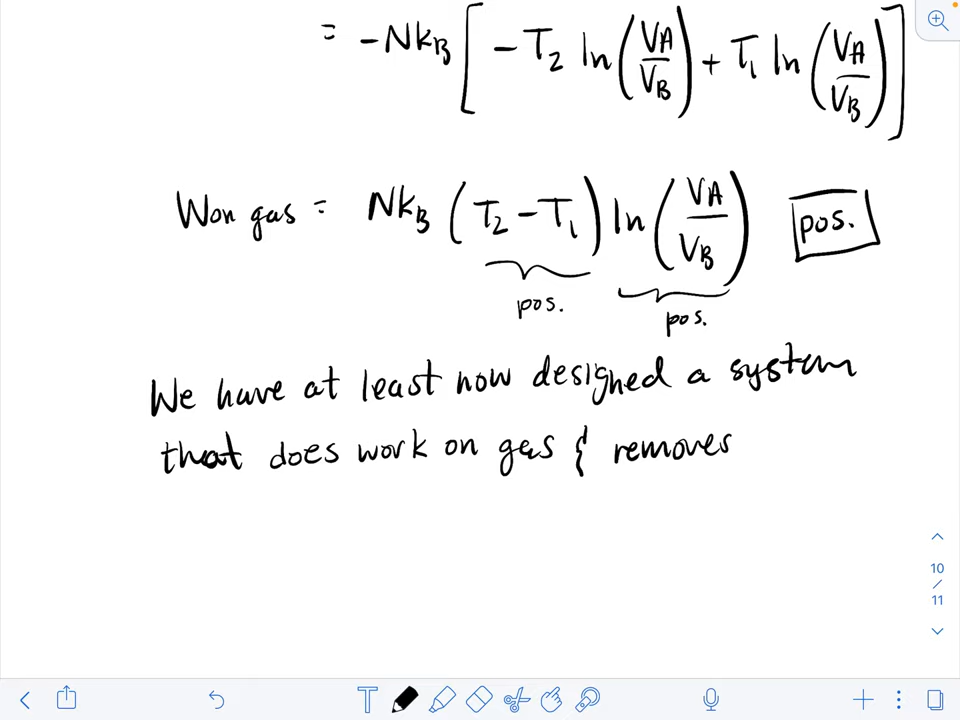 = -NkB [ -T2 ln(VA/VB) + T1 ln(VA/VB) ]
Won gas = NkB (T2 - T1) ln(VA/VB) pos.
pos. pos.
We have at least now designed a system
that does work on gas & removes
10
/
11
T